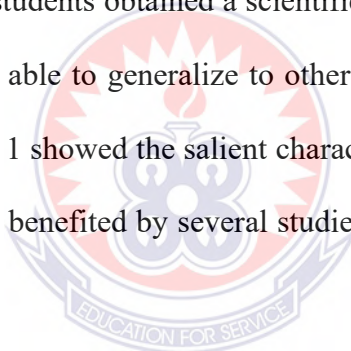 students obtained a scientifi
able to generalize to other
1 showed the salient charac
benefited by several studie
EDUCATION FOR SERVICE